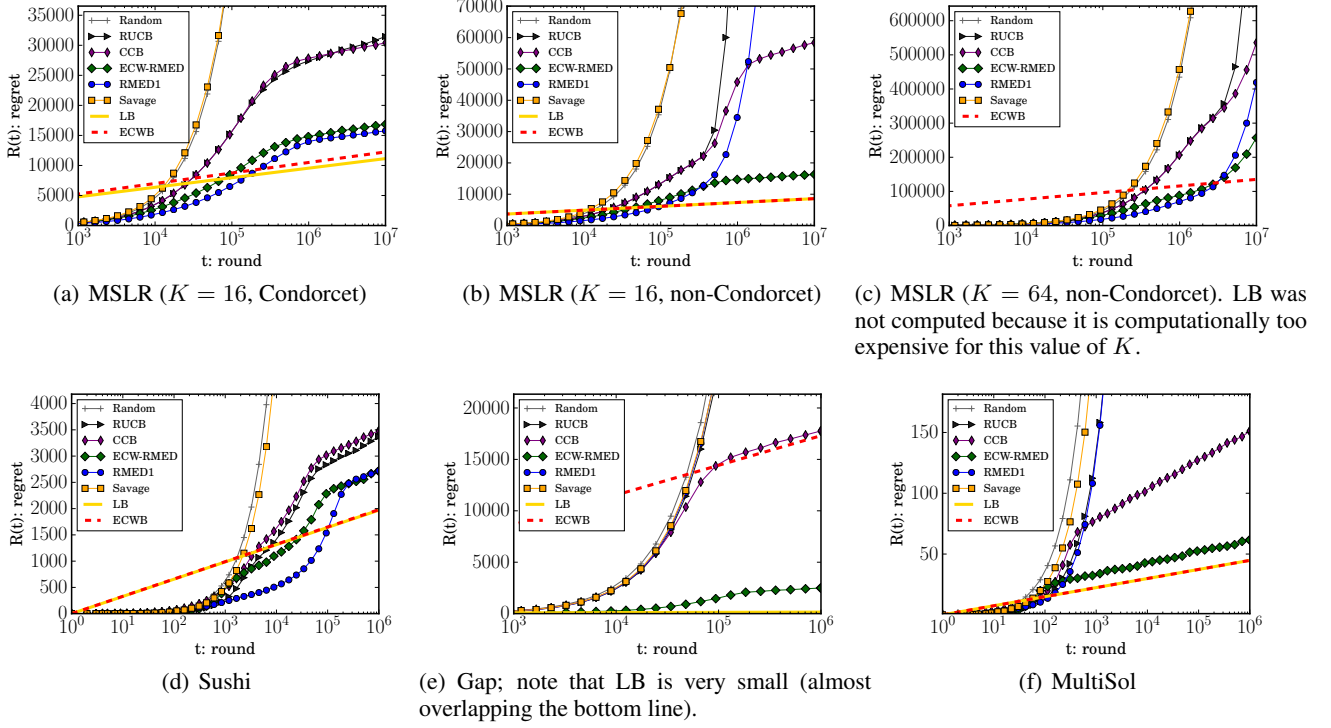 35000
30000
25000
20000
15000
10000
5000
0
R(t): regret
Random
RUCB
CCB
ECW-RMED
RMED1
Savage
LB
ECWB
10^3 10^4 10^5 10^6 10^7
t: round
(a) MSLR (K = 16, Condorcet)
70000
60000
50000
40000
30000
20000
10000
0
R(t): regret
Random
RUCB
CCB
ECW-RMED
RMED1
Savage
LB
ECWB
10^3 10^4 10^5 10^6 10^7
t: round
(b) MSLR (K = 16, non-Condorcet)
600000
500000
400000
300000
200000
100000
0
R(t): regret
Random
RUCB
CCB
ECW-RMED
RMED1
Savage
LB
ECWB
10^3 10^4 10^5 10^6 10^7
t: round
(c) MSLR (K = 64, non-Condorcet). LB was
not computed because it is computationally too
expensive for this value of K.
4000
3500
3000
2500
2000
1500
1000
500
0
R(t): regret
Random
RUCB
CCB
ECW-RMED
RMED1
Savage
LB
ECWB
10^0 10^1 10^2 10^3 10^4 10^5 10^6
t: round
(d) Sushi
20000
15000
10000
5000
0
R(t): regret
Random
RUCB
CCB
ECW-RMED
RMED1
Savage
LB
ECWB
10^3 10^4 10^5 10^6
t: round
(e) Gap; note that LB is very small (almost
overlapping the bottom line).
150
100
50
R(t): regret
Random
RUCB
CCB
ECW-RMED
RMED1
Savage
LB
ECWB
10^0 10^1 10^2 10^3 10^4 10^5 10^6
t: round
(f) MultiSol